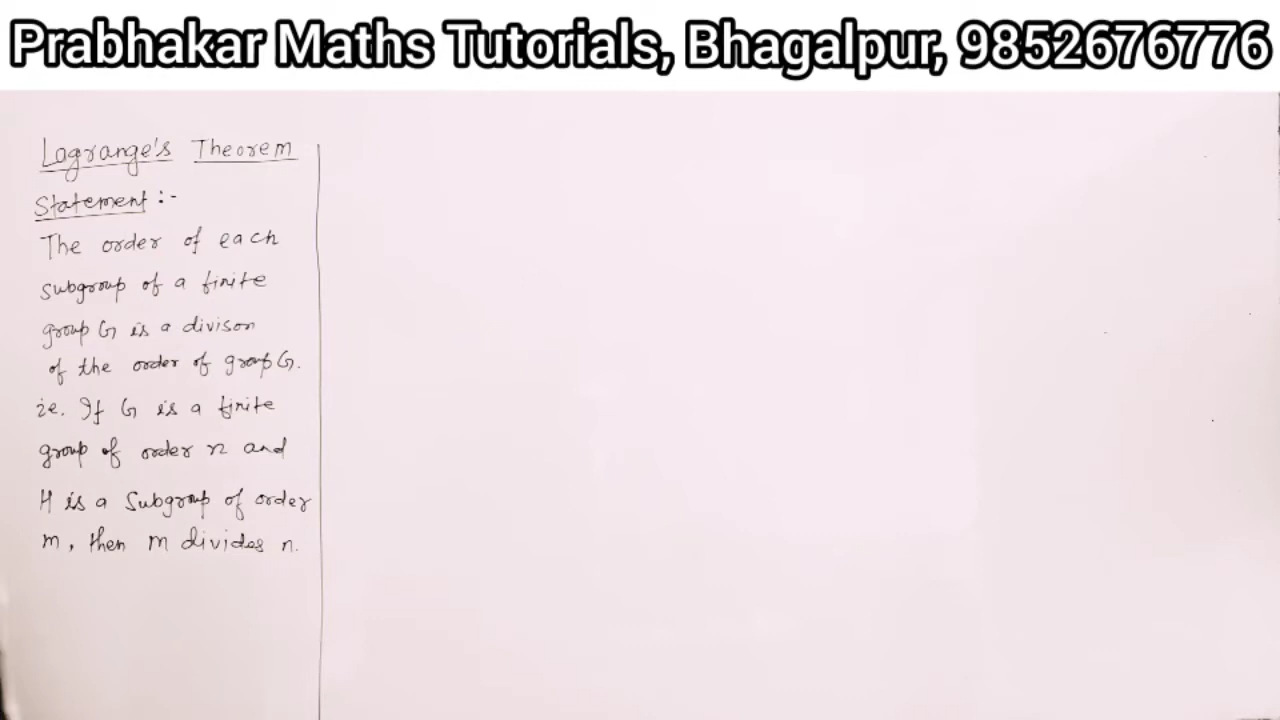 Prabhakar Maths Tutorials, Bhagalpur, 9852676776
Lagrange's Theorem
Statement :-
The order of each
subgroup of a finite
group G is a divison
of the order of group G.
ie. If G is a finite
group of order n and
H is a Subgroup of order
m, then m divides n.